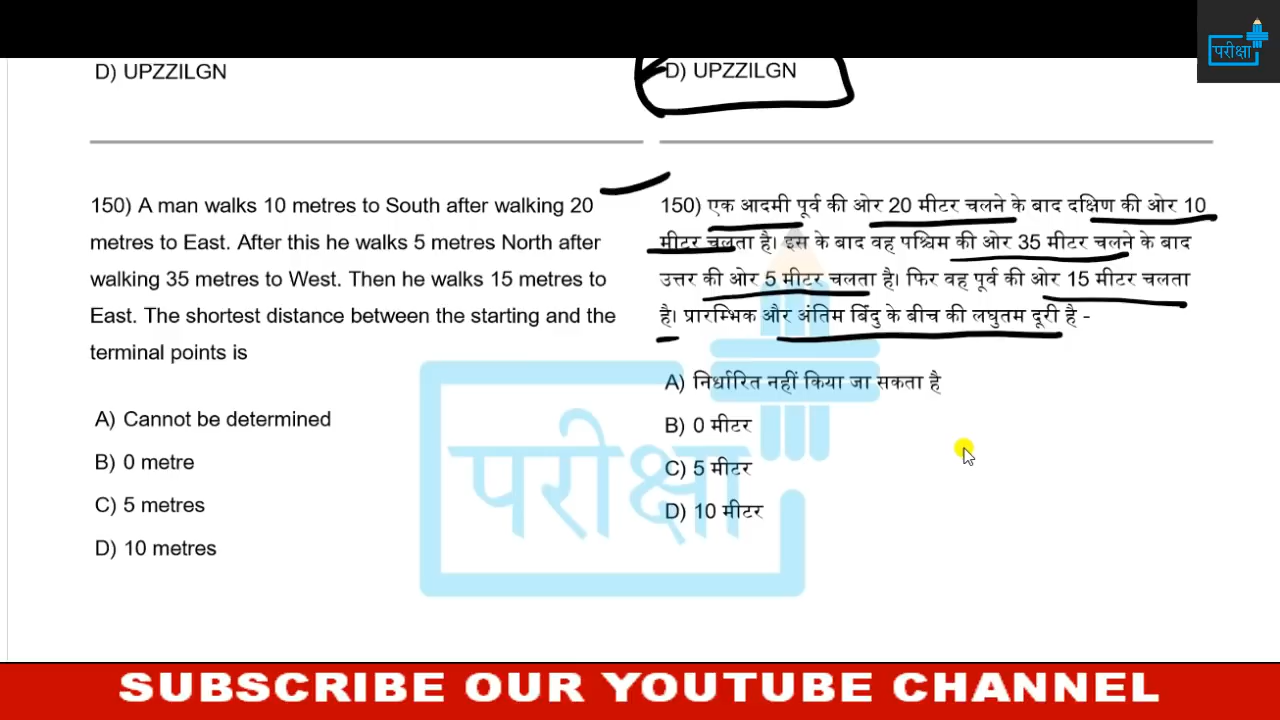 परीक्षा
D) UPZZILGN
D) UPZZILGN
150) A man walks 10 metres to South after walking 20
metres to East. After this he walks 5 metres North after
walking 35 metres to West. Then he walks 15 metres to
East. The shortest distance between the starting and the
terminal points is
A) Cannot be determined
B) 0 metre
C) 5 metres
D) 10 metres
150) एक आदमी पूर्व की ओर 20 मीटर चलने के बाद दक्षिण की ओर 10
मीटर चलता है। इस के बाद वह पश्चिम की ओर 35 मीटर चलने के बाद
उत्तर की ओर 5 मीटर चलता है। फिर वह पूर्व की ओर 15 मीटर चलता
है। प्रारम्भिक और अंतिम बिंदु के बीच की लघुतम दूरी है -
A) निर्धारित नहीं किया जा सकता है
B) 0 मीटर
C) 5 मीटर
D) 10 मीटर
परीक्षा
SUBSCRIBE OUR YOUTUBE CHANNEL